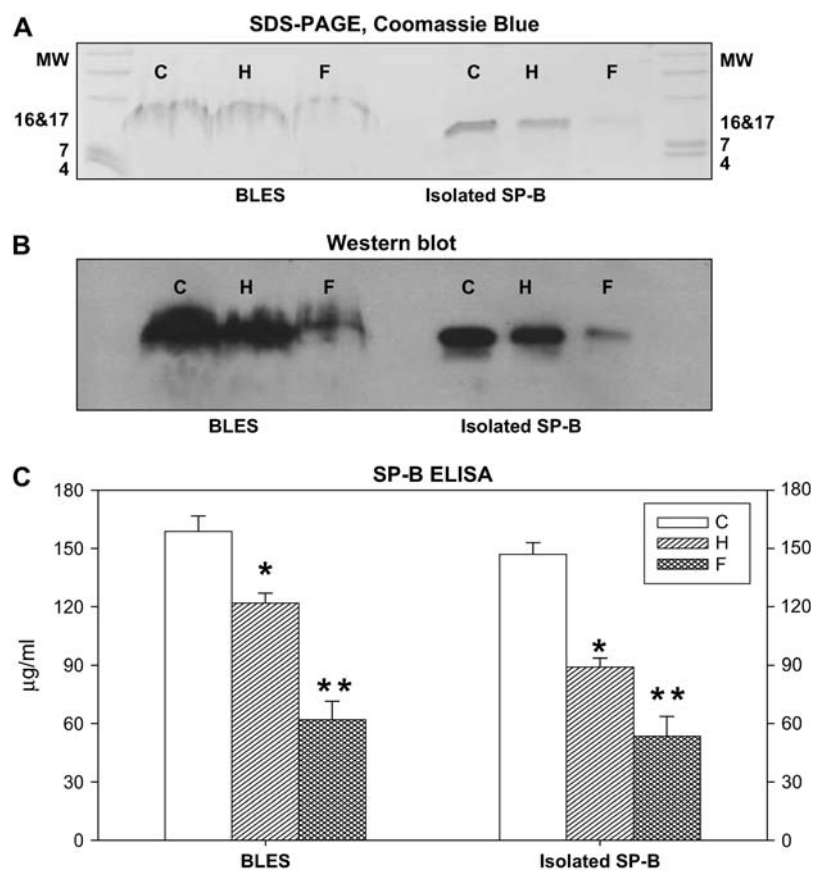 A
SDS-PAGE, Coomassie Blue
MW C H F C H F MW
16&17 16&17
7 7
4 4
BLES Isolated SP-B
B
Western blot
C H F C H F
BLES Isolated SP-B
C
SP-B ELISA
180 180
150 150
120 120
90 90
60 60
30 30
0 0
µg/ml
C
H
F
* *
** **
BLES Isolated SP-B